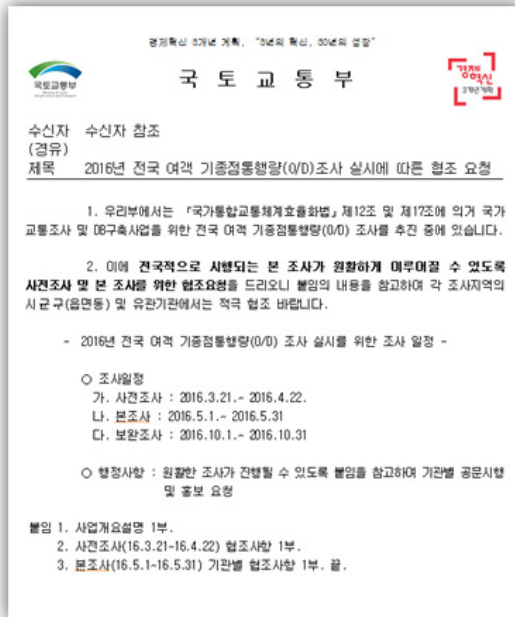 경제혁신 3개년 계획, "3년의 혁신, 30년의 성장"
국토교통부
국 토 교 통 부
경제혁신
3개년계획
수신자 수신자 참조
(경유)
제목 2016년 전국 여객 기종점통행량(O/D)조사 실시에 따른 협조 요청
1. 우리부에서는 「국가통합교통체계효율화법」 제12조 및 제17조에 의거 국가
교통조사 및 DB구축사업을 위한 전국 여객 기종점통행량(O/D) 조사를 추진 중에 있습니다.
2. 이에 전국적으로 시행되는 본 조사가 원활하게 이루어질 수 있도록
사전조사 및 본 조사를 위한 협조요청을 드리오니 붙임의 내용을 참고하여 각 조사지역의
시군구(읍면동) 및 유관기관에서는 적극 협조 바랍니다.
- 2016년 전국 여객 기종점통행량(O/D) 조사 실시를 위한 조사 일정 -
○ 조사일정
가. 사전조사 : 2016.3.21.- 2016.4.22.
나. 본조사 : 2016.5.1.- 2016.5.31
다. 보완조사 : 2016.10.1.- 2016.10.31
○ 행정사항 : 원활한 조사가 진행될 수 있도록 붙임을 참고하여 기관별 공문시행
및 홍보 요청
붙임 1. 사업개요설명 1부.
2. 사전조사(16.3.21-16.4.22) 협조사항 1부.
3. 본조사(16.5.1-16.5.31) 기관별 협조사항 1부. 끝.